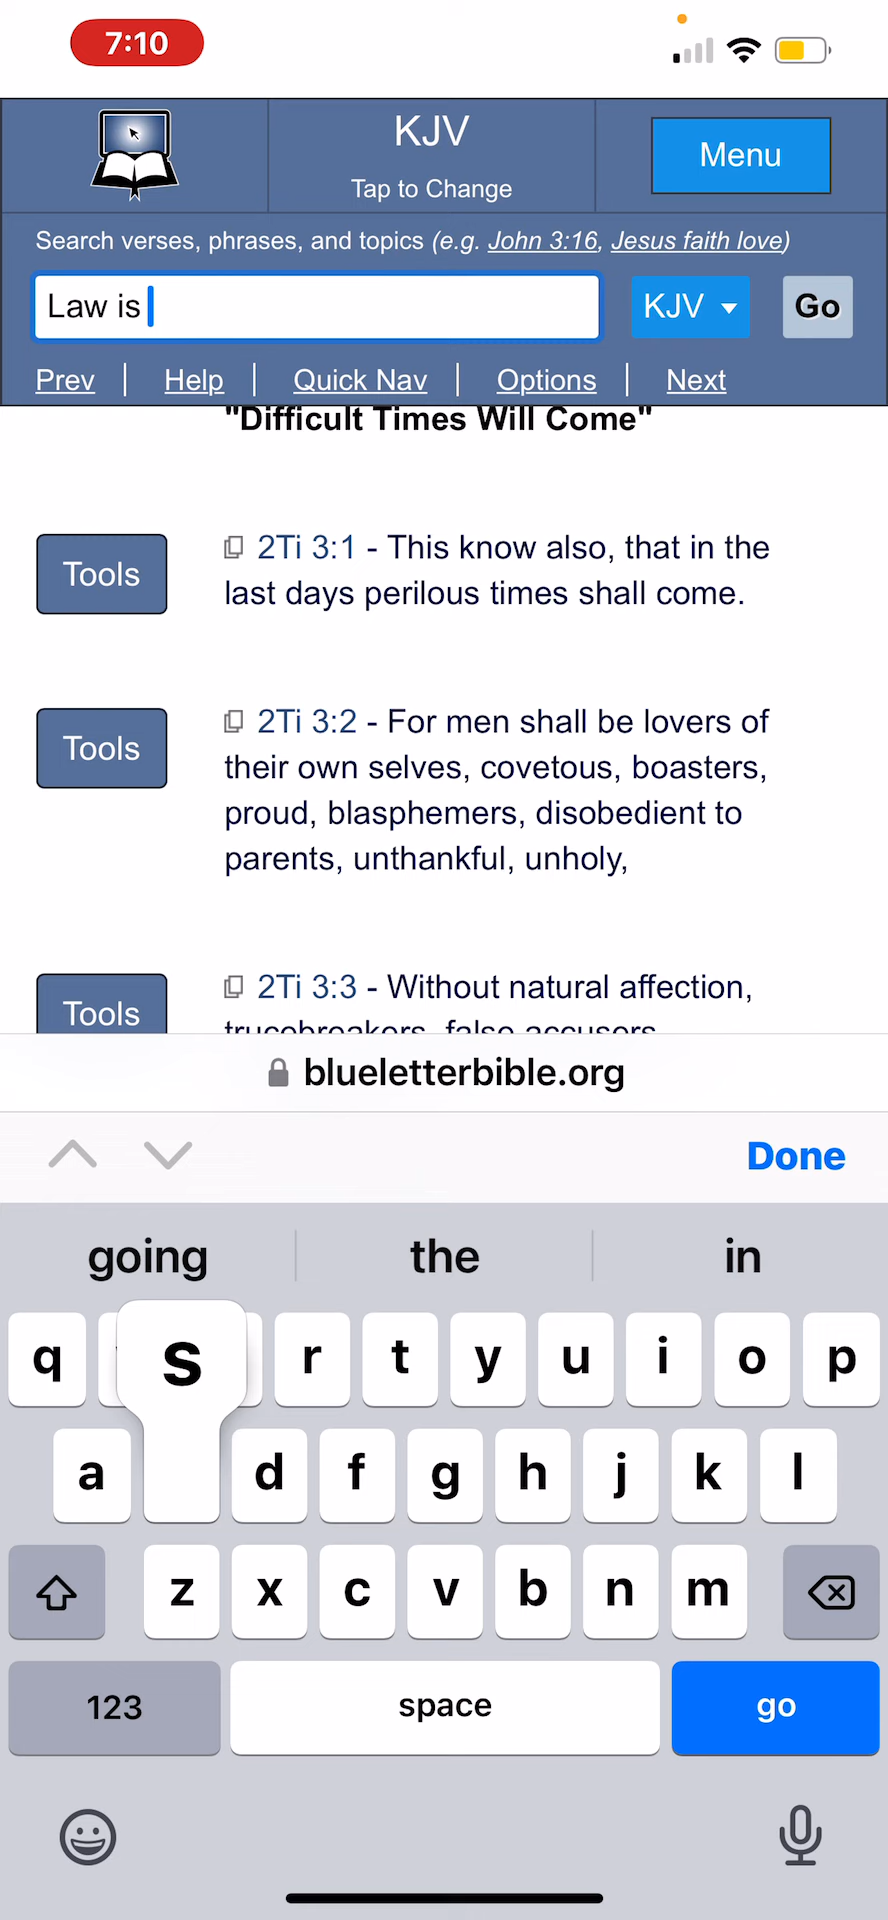 7:10
KJV
Tap to Change
Menu
Search verses, phrases, and topics (e.g. John 3:16, Jesus faith love)
Law is
KJV
Go
Prev | Help | Quick Nav | Options | Next
"Difficult Times Will Come"
Tools
2Ti 3:1 - This know also, that in the
last days perilous times shall come.
Tools
2Ti 3:2 - For men shall be lovers of
their own selves, covetous, boasters,
proud, blasphemers, disobedient to
parents, unthankful, unholy,
Tools
2Ti 3:3 - Without natural affection,
trucebreakers, false accusers,
blueletterbible.org
Done
going the in
q s r t y u i o p
a d f g h j k l
z x c v b n m
123 space go